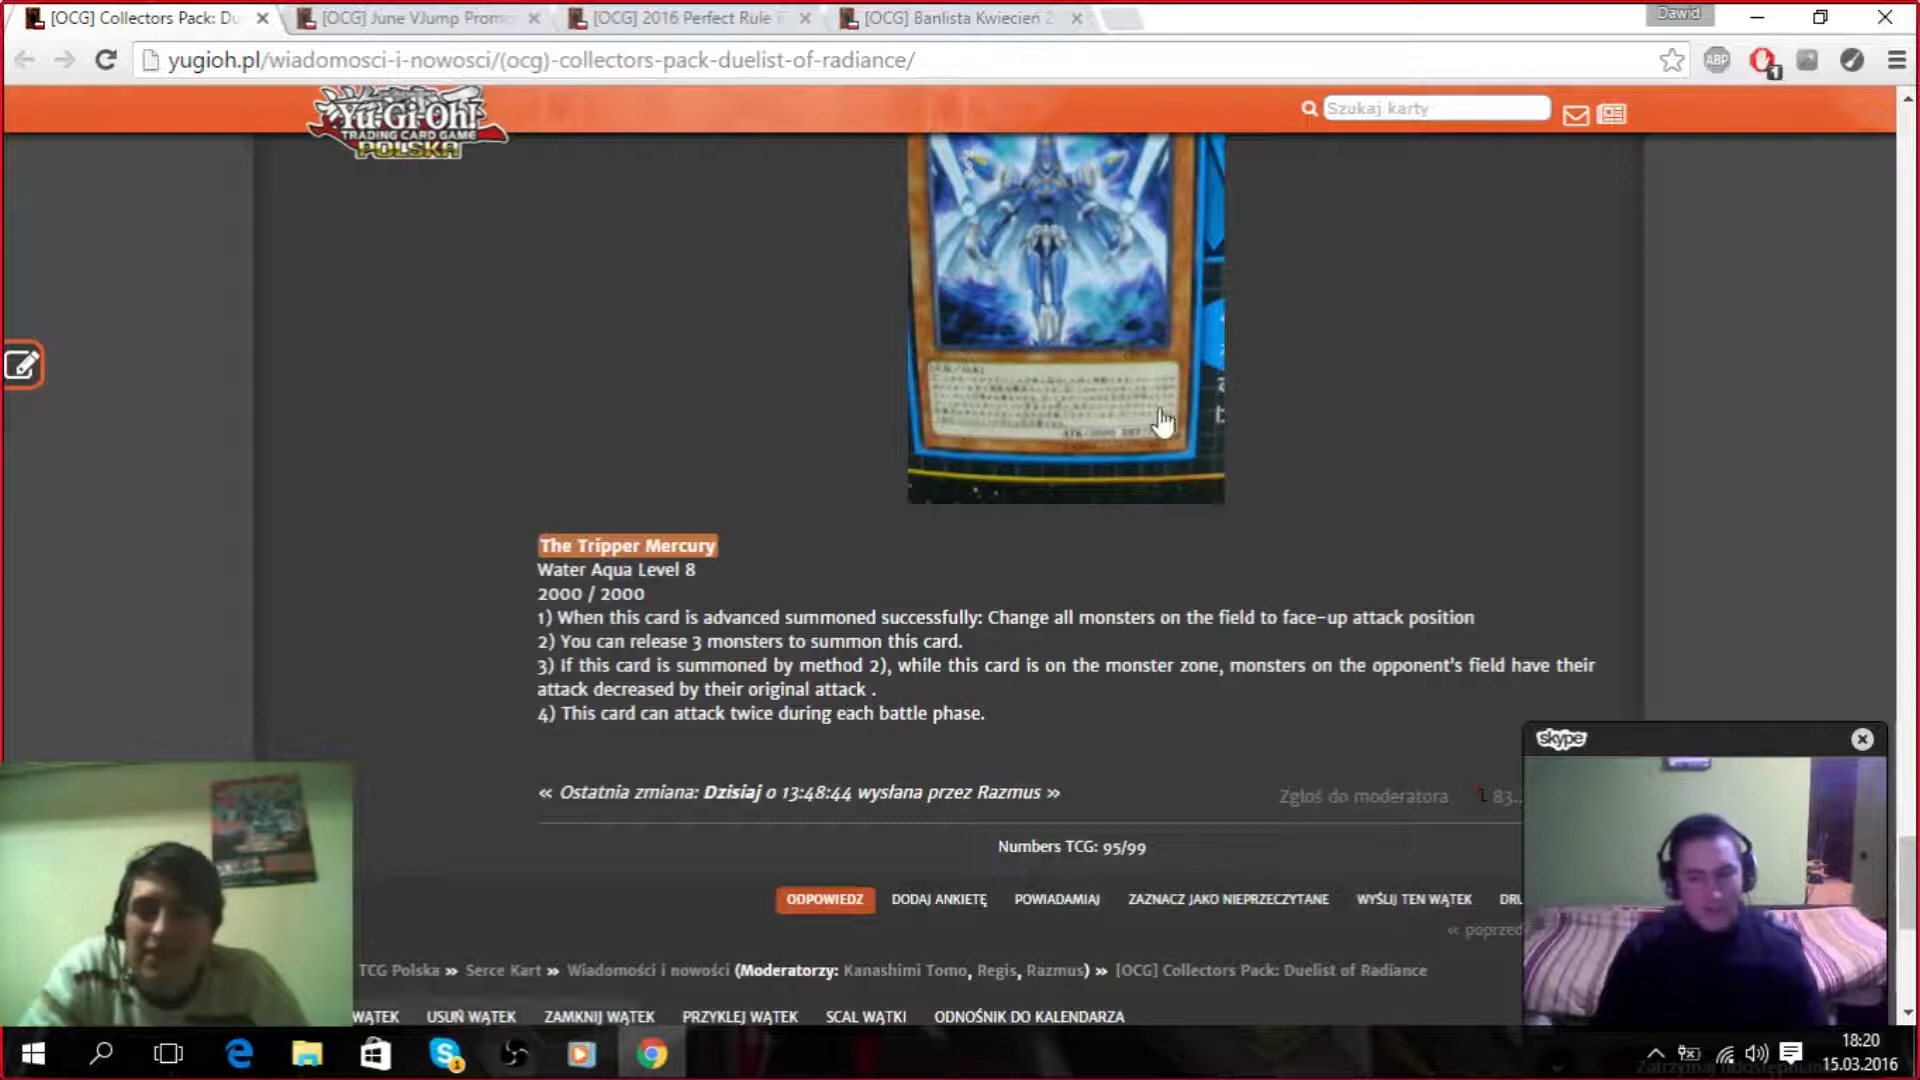 [OCG] Collectors Pack: Du
[OCG] June VJump Promo
[OCG] 2016 Perfect Rule
[OCG] Banlista Kwiecień 2
Dawid
yugioh.pl/wiadomosci-i-nowosci/(ocg)-collectors-pack-duelist-of-radiance/
ABP
1
Yu-Gi-Oh!
TRADING CARD GAME
POLSKA
Szukaj karty
The Tripper Mercury
Water Aqua Level 8
2000 / 2000
1) When this card is advanced summoned successfully: Change all monsters on the field to face-up attack position
2) You can release 3 monsters to summon this card.
3) If this card is summoned by method 2), while this card is on the monster zone, monsters on the opponent's field have their
attack decreased by their original attack .
4) This card can attack twice during each battle phase.
skype
« Ostatnia zmiana: Dzisiaj o 13:48:44 wysłana przez Razmus »
Zgłoś do moderatora
83..
Numbers TCG: 95/99
ODPOWIEDZ
DODAJ ANKIETĘ
POWIADAMIAJ
ZAZNACZ JAKO NIEPRZECZYTANE
WYŚLIJ TEN WĄTEK
DRU
« poprzed
TCG Polska » Serce Kart » Wiadomości i nowości (Moderatorzy: Kanashimi Tomo, Regis, Razmus) » [OCG] Collectors Pack: Duelist of Radiance
WĄTEK
USUŃ WĄTEK
ZAMKNIJ WĄTEK
PRZYKLEJ WĄTEK
SCAL WĄTKI
ODNOŚNIK DO KALENDARZA
1
18:20
15.03.2016